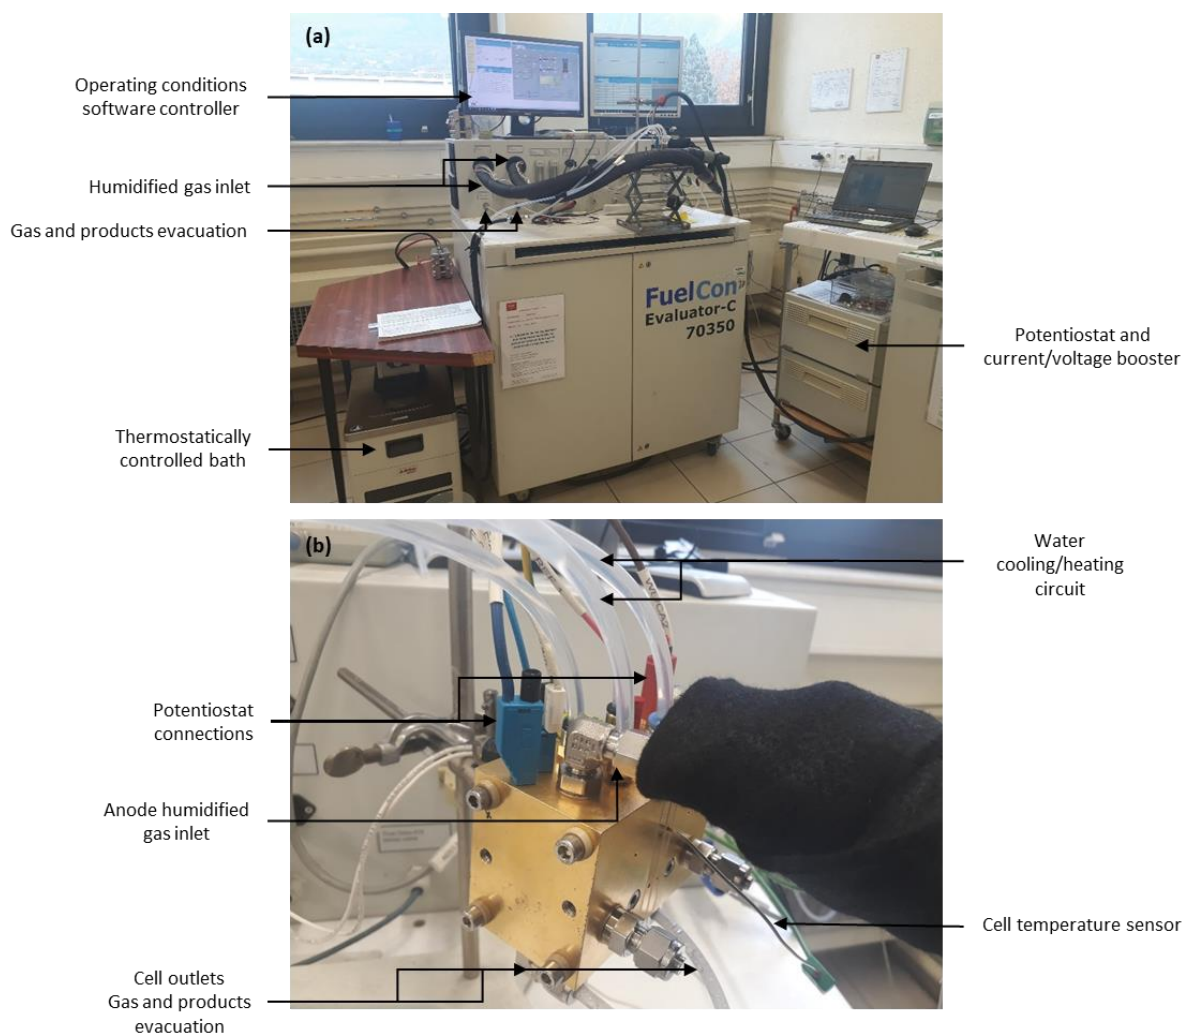 (a)
Operating conditions
software controller
Humidified gas inlet
Gas and products evacuation
FuelCon
Evaluator-C
70350
Potentiostat and
current/voltage booster
Thermostatically
controlled bath
(b)
Water
cooling/heating
circuit
WE/CA2
Potentiostat
connections
Anode humidified
gas inlet
Cell temperature sensor
Cell outlets
Gas and products
evacuation